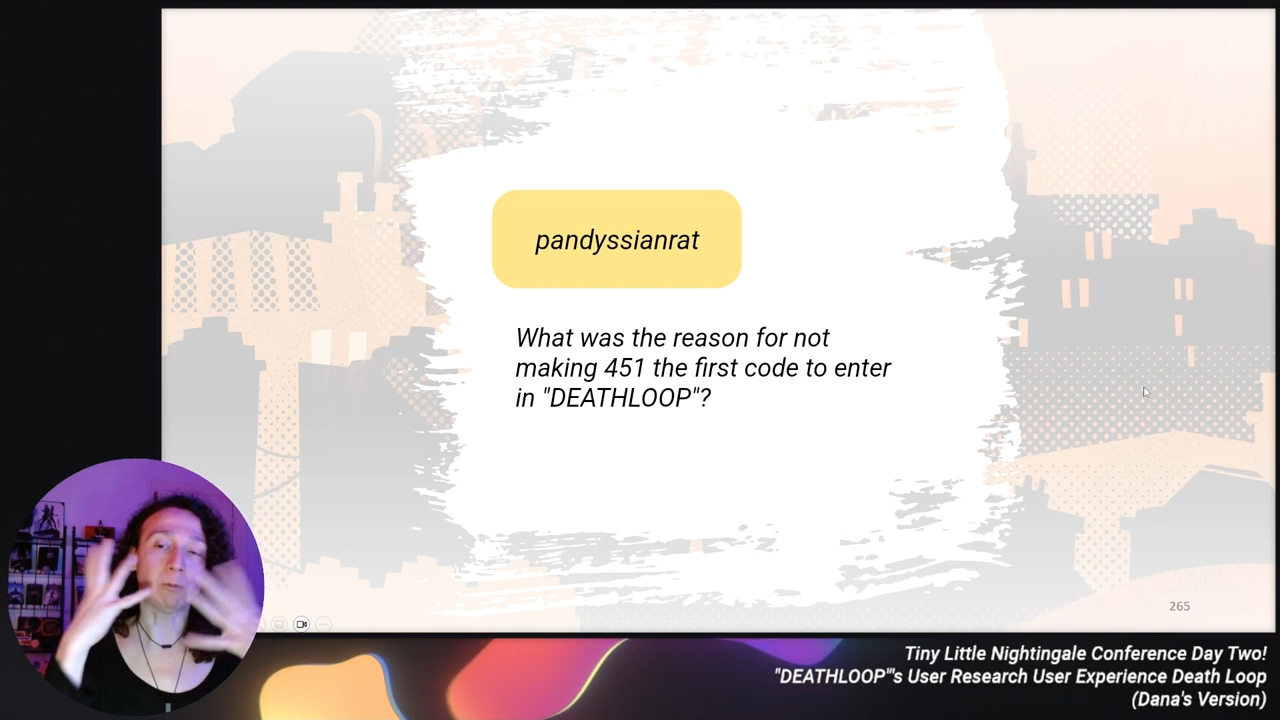 pandyssianrat
What was the reason for not
making 451 the first code to enter
in "DEATHLOOP"?
265
Tiny Little Nightingale Conference Day Two!
"DEATHLOOP"'s User Research User Experience Death Loop
(Dana's Version)